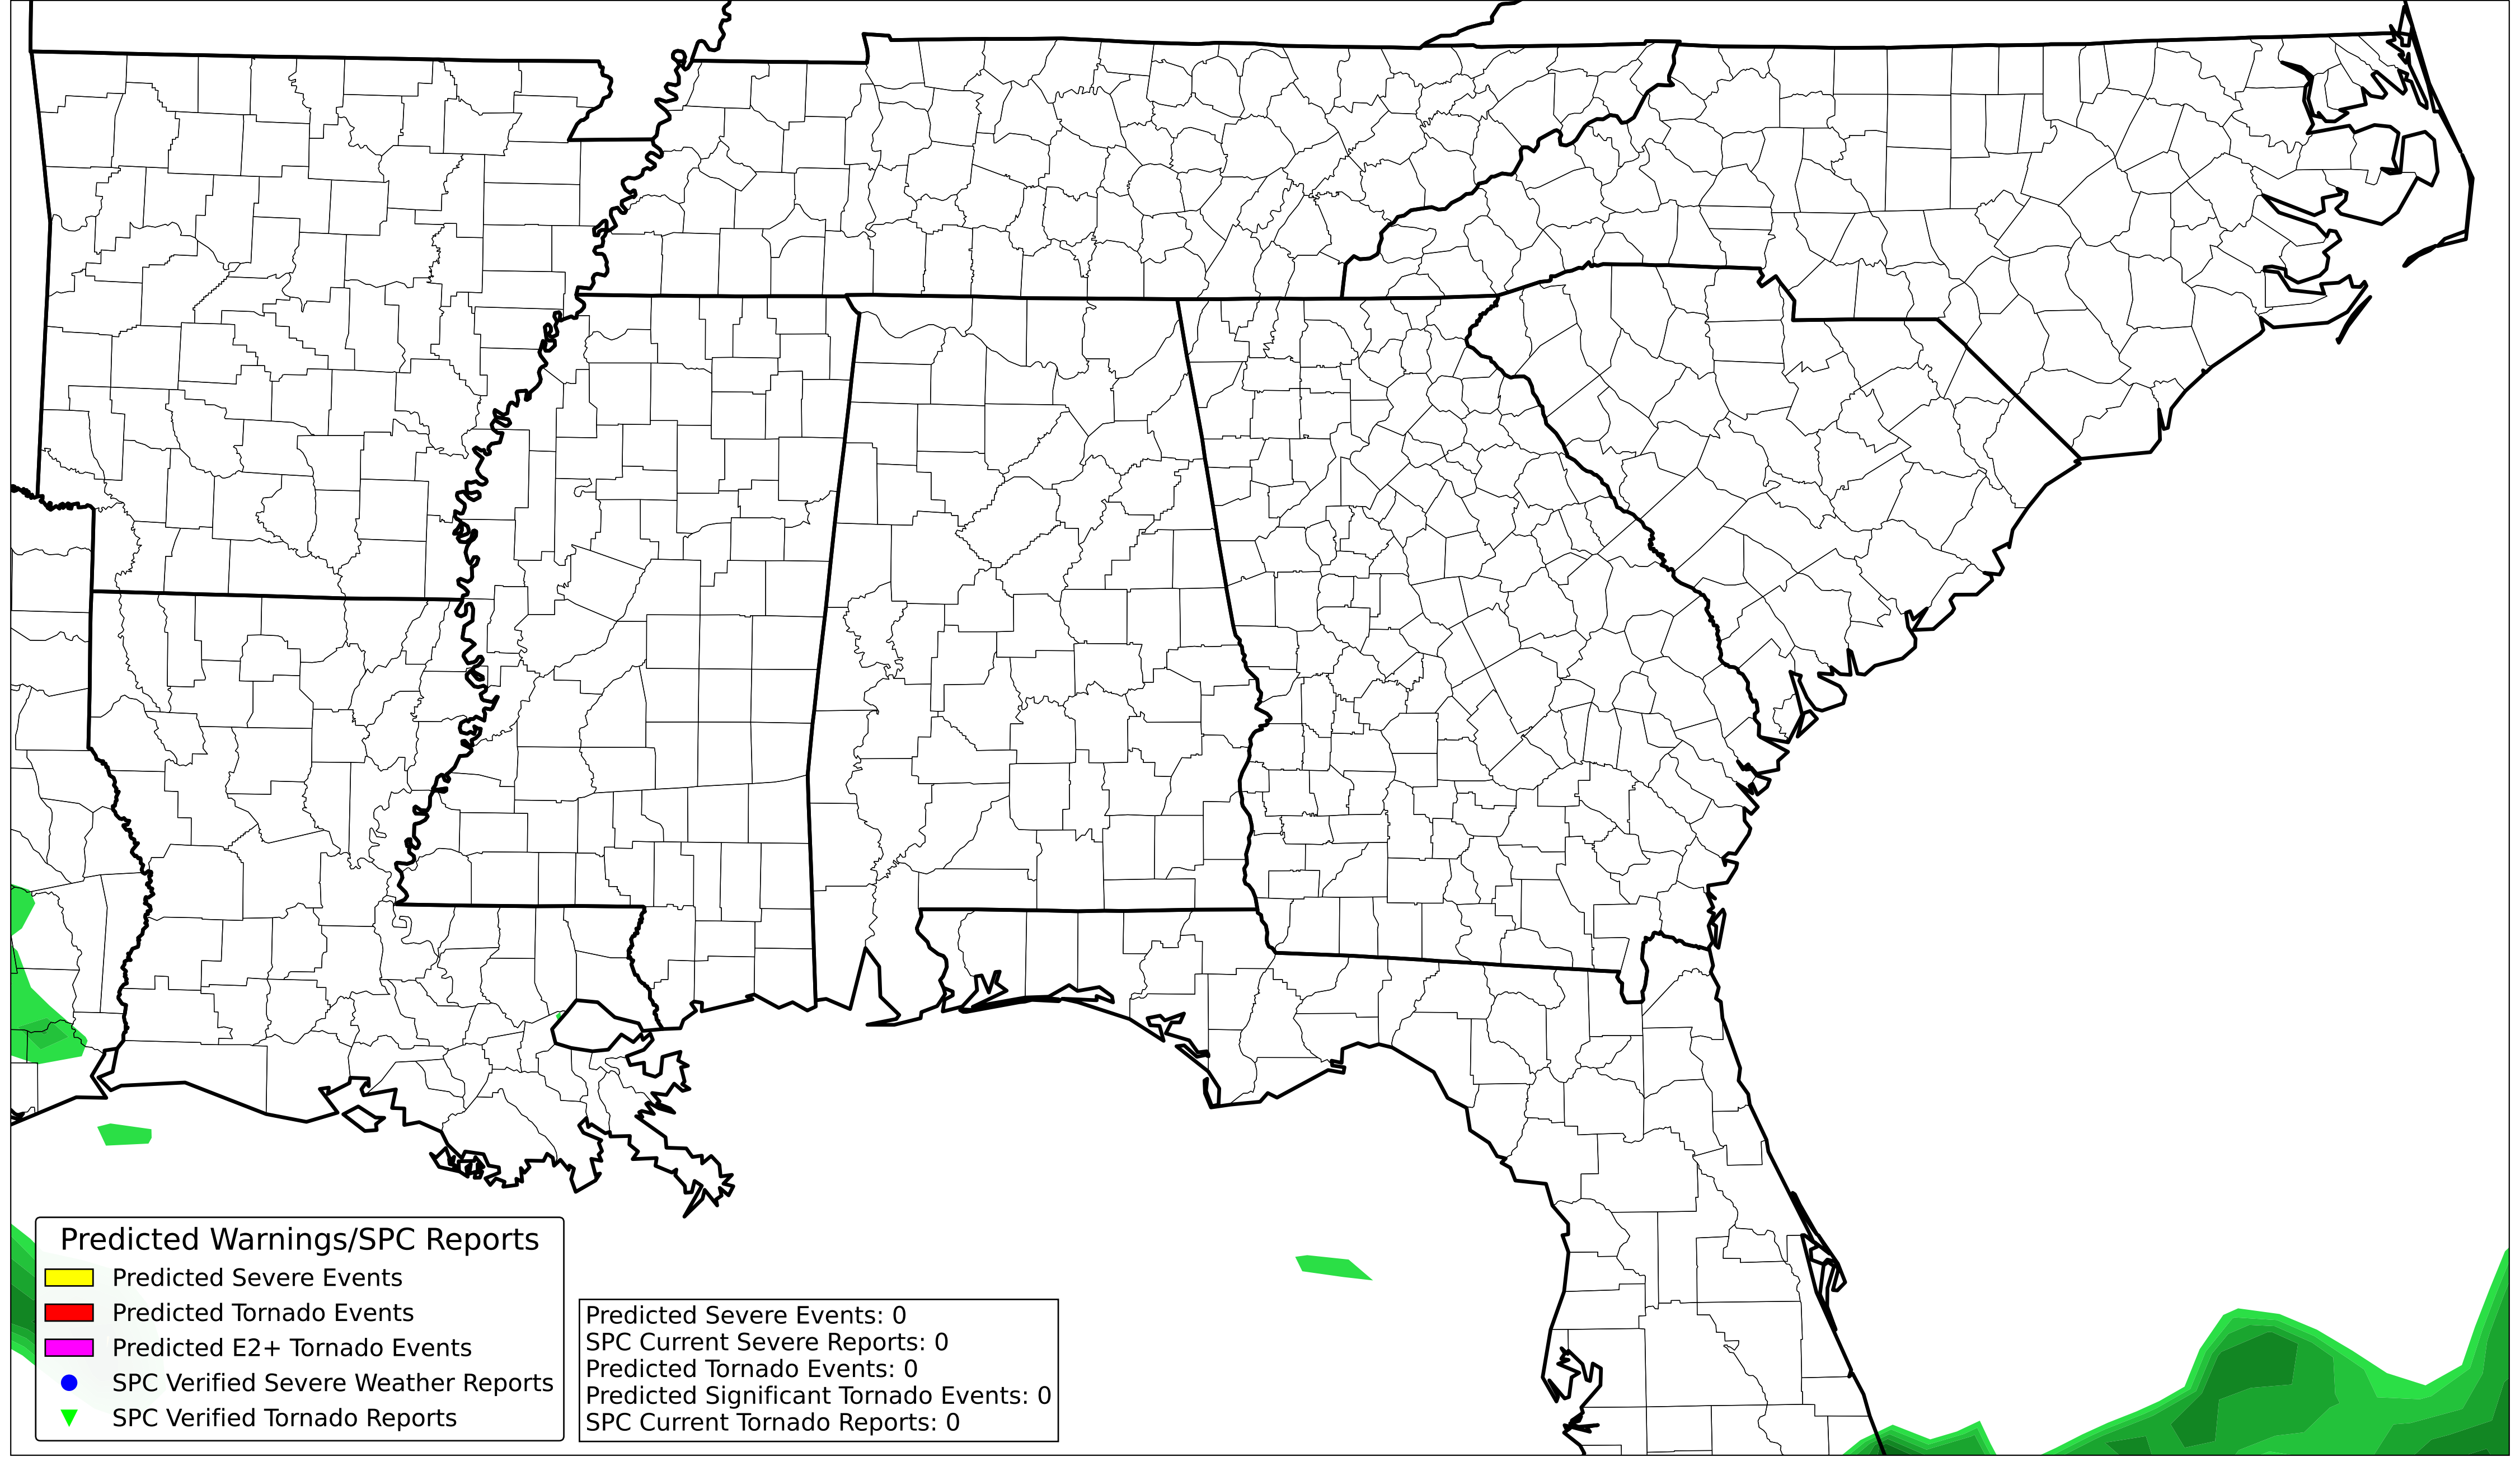 Predicted Warnings/SPC Reports
Predicted Severe Events
Predicted Tornado Events
Predicted E2+ Tornado Events
SPC Verified Severe Weather Reports
SPC Verified Tornado Reports
Predicted Severe Events: 0
SPC Current Severe Reports: 0
Predicted Tornado Events: 0
Predicted Significant Tornado Events: 0
SPC Current Tornado Reports: 0